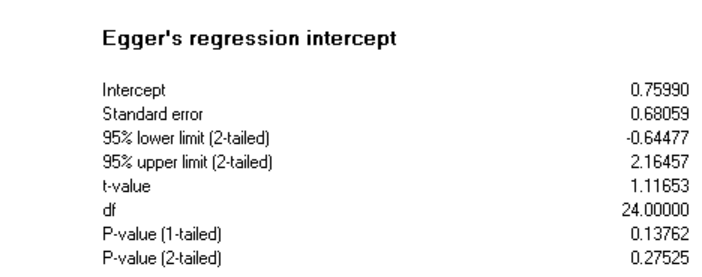 Egger's regression intercept
Intercept 0.75990
Standard error 0.68059
95% lower limit (2-tailed) -0.64477
95% upper limit (2-tailed) 2.16457
t-value 1.11653
df 24.00000
P-value (1-tailed) 0.13762
P-value (2-tailed) 0.27525